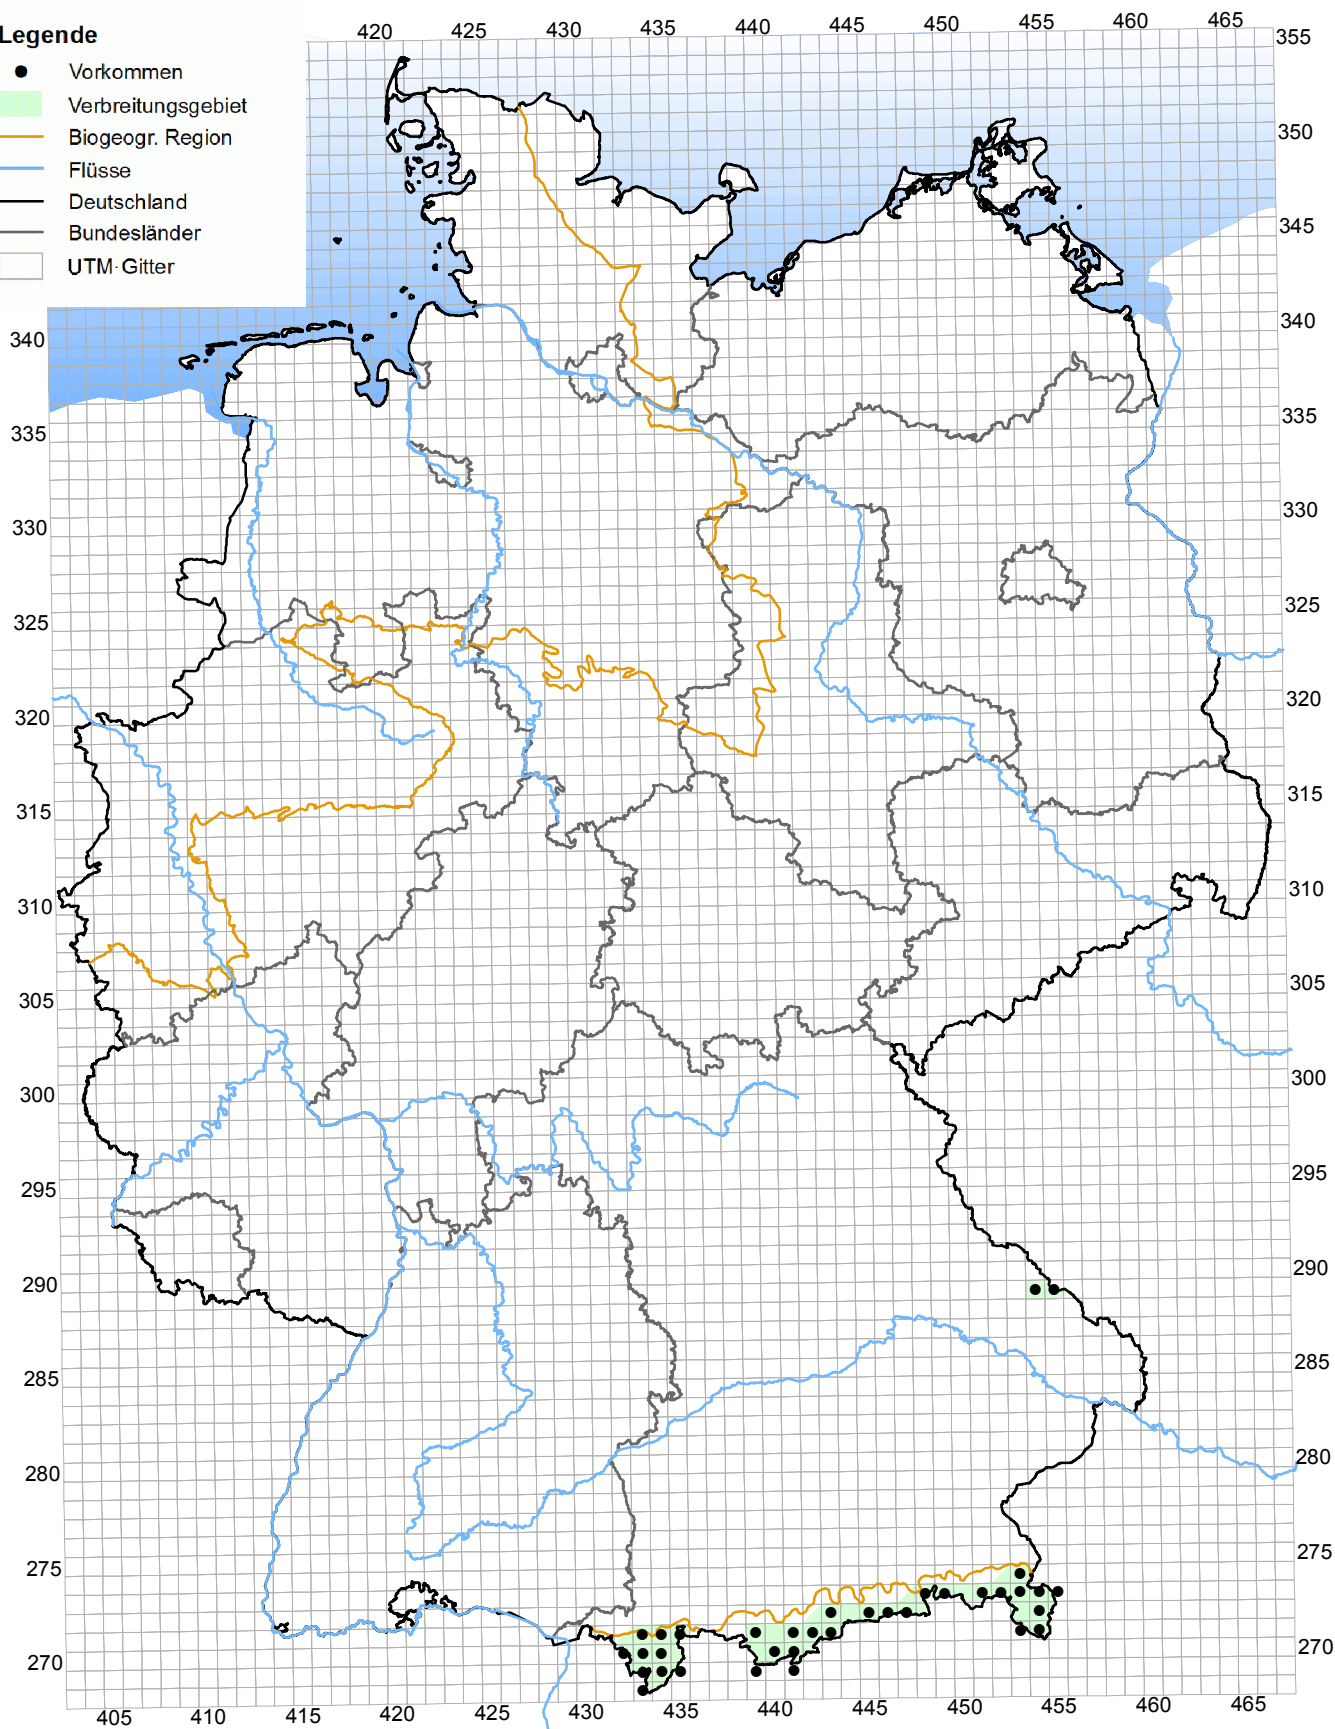 420 425 430 435 440 445 450 455 460 465
355
Legende
Vorkommen
Verbreitungsgebiet
Biogeogr. Region
Flüsse
Deutschland
Bundesländer
UTM-Gitter
350
345
340 340
335 335
330 330
325 325
320 320
315 315
310 310
305 305
300 300
295 295
290 290
285 285
280 280
275 275
270 270
405 410 415 420 425 430 435 440 445 450 455 460 465